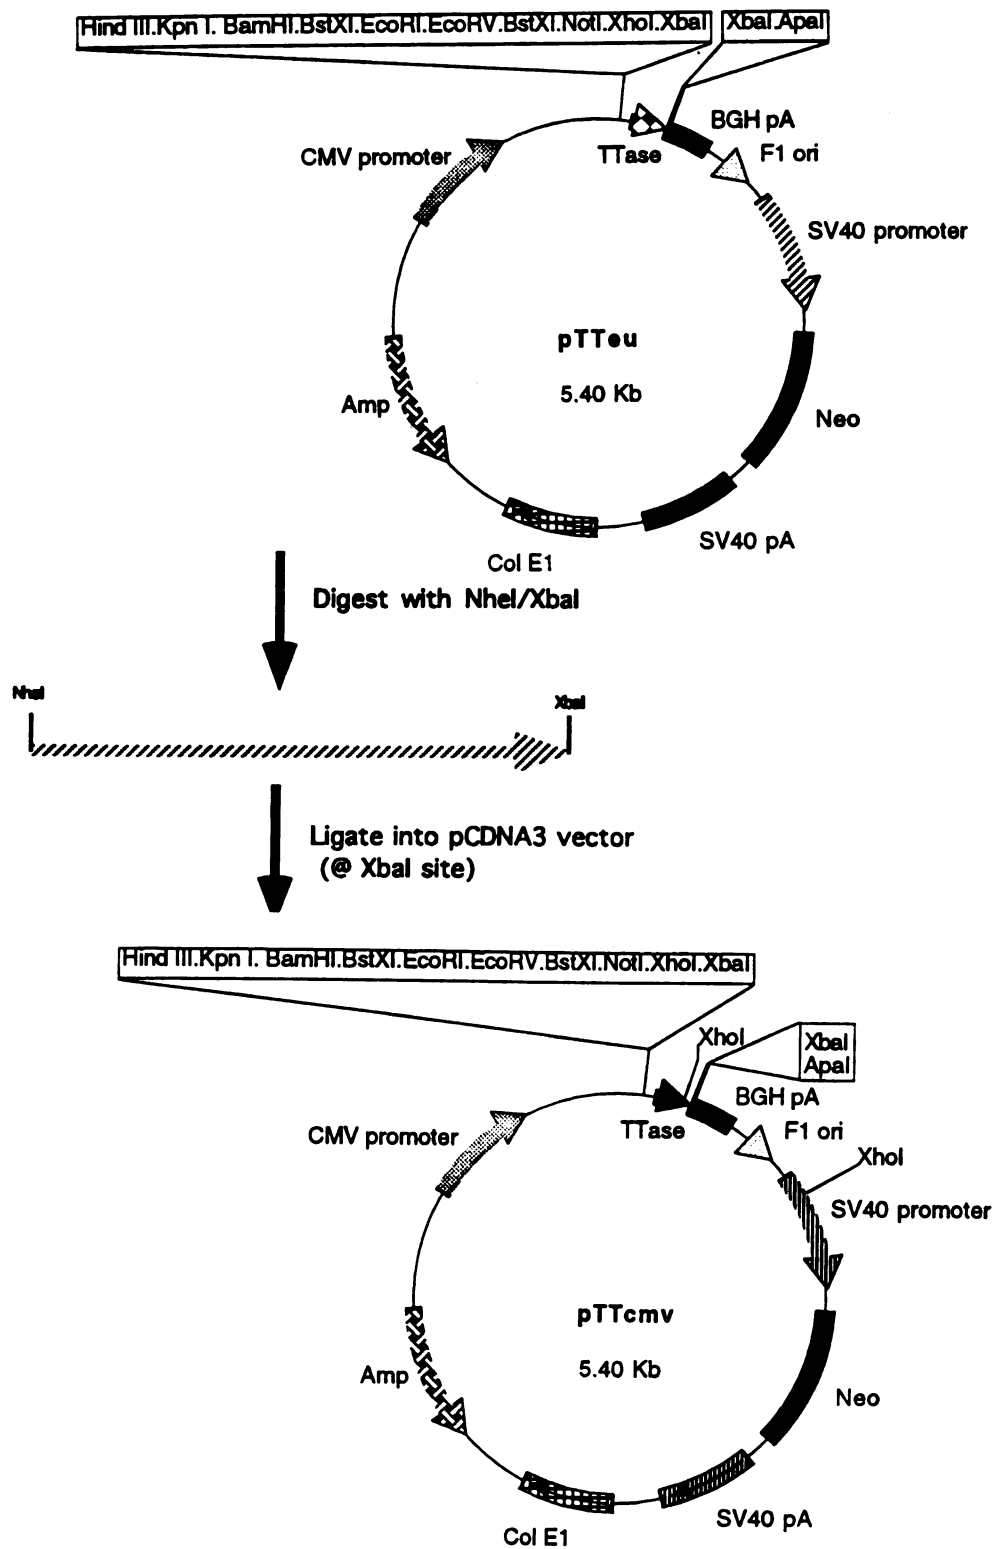 Hind III.Kpn I. BamHI.BstXI.EcoRI.EcoRV.BstXI.NotI.XhoI.XbaI
XbaI.ApaI
BGH pA
CMV promoter
TTase
F1 ori
SV40 promoter
pTTeu
5.40 Kb
Amp
Neo
SV40 pA
Col E1
Digest with NheI/XbaI
NheI
XbaI
Ligate into pCDNA3 vector
(@ XbaI site)
Hind III.Kpn I. BamHI.BstXI.EcoRI.EcoRV.BstXI.NotI.XhoI.XbaI
XhoI
XbaI
ApaI
BGH pA
CMV promoter
TTase
F1 ori
XhoI
SV40 promoter
pTTcmv
5.40 Kb
Amp
Neo
SV40 pA
Col E1